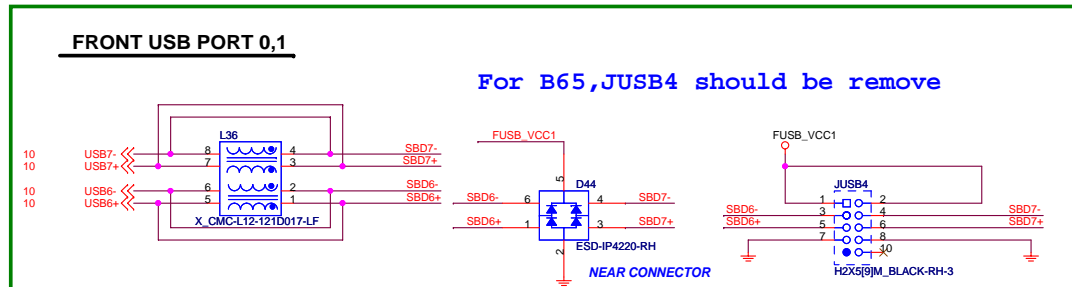 FRONT USB PORT 0,1
For B65,JUSB4 should be remove
L36
10 USB7- 8 4 SBD7-
10 USB7+ 7 3 SBD7+
10 USB6- 6 2 SBD6-
10 USB6+ 5 1 SBD6+
X_CMC-L12-121D017-LF
FUSB_VCC1
5 D44
SBD6- 6 4 SBD7-
SBD6+ 1 3 SBD7+
2 ESD-IP4220-RH
NEAR CONNECTOR
FUSB_VCC1
JUSB4
1 2
SBD6- 3 4 SBD7-
SBD6+ 5 6 SBD7+
7 8
10
H2X5[9]M_BLACK-RH-3